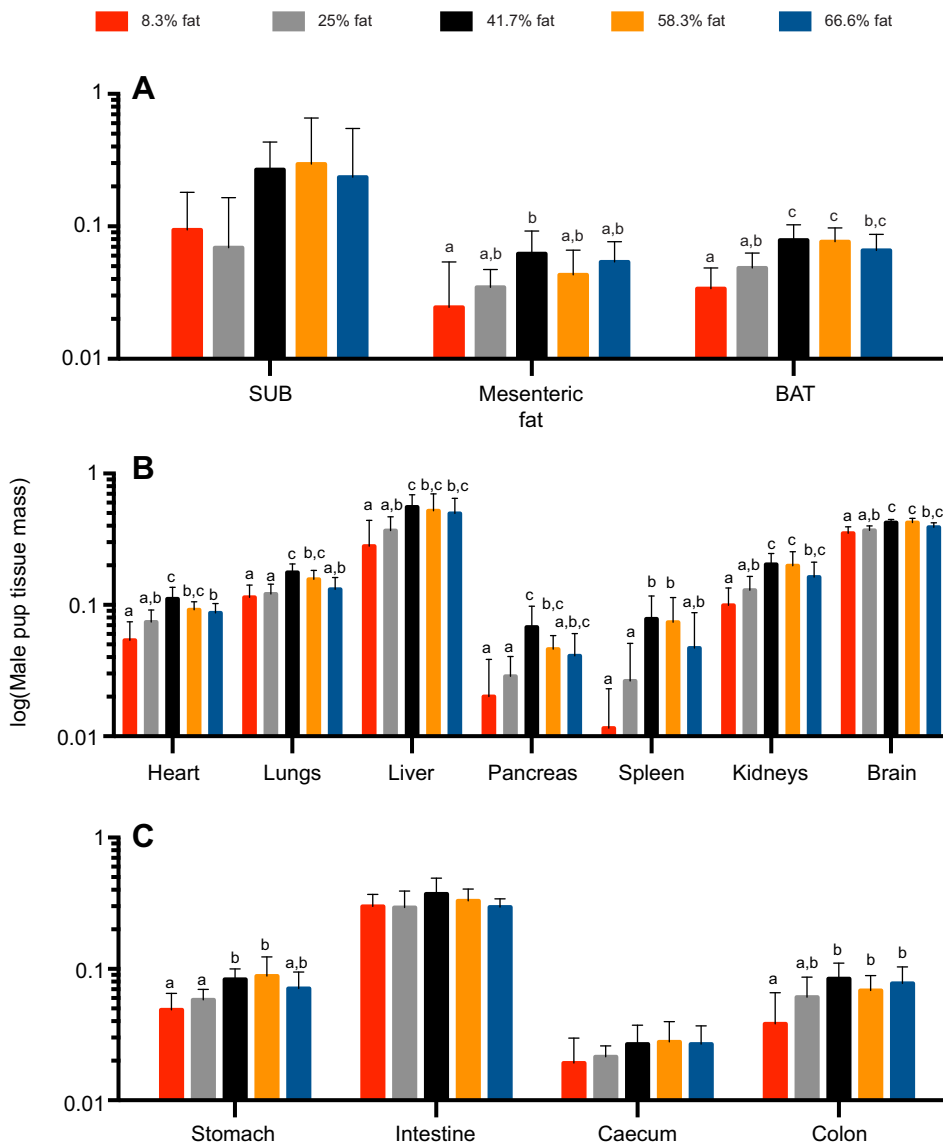 8.3% fat 25% fat 41.7% fat 58.3% fat 66.6% fat
A
1
0.1
0.01
a a,b b a,b a,b
a a,b c c b,c
SUB Mesenteric fat BAT
log(Male pup tissue mass)
B
1
0.1
0.01
a a,b c b,c b
a a c b,c a,b
a a,b c b,c b,c
a a c b,c a,b,c
a a b b a,b
a a,b c c b,c
a a,b c c b,c
Heart Lungs Liver Pancreas Spleen Kidneys Brain
C
1
0.1
0.01
a a b b a,b
a a,b b b b
Stomach Intestine Caecum Colon